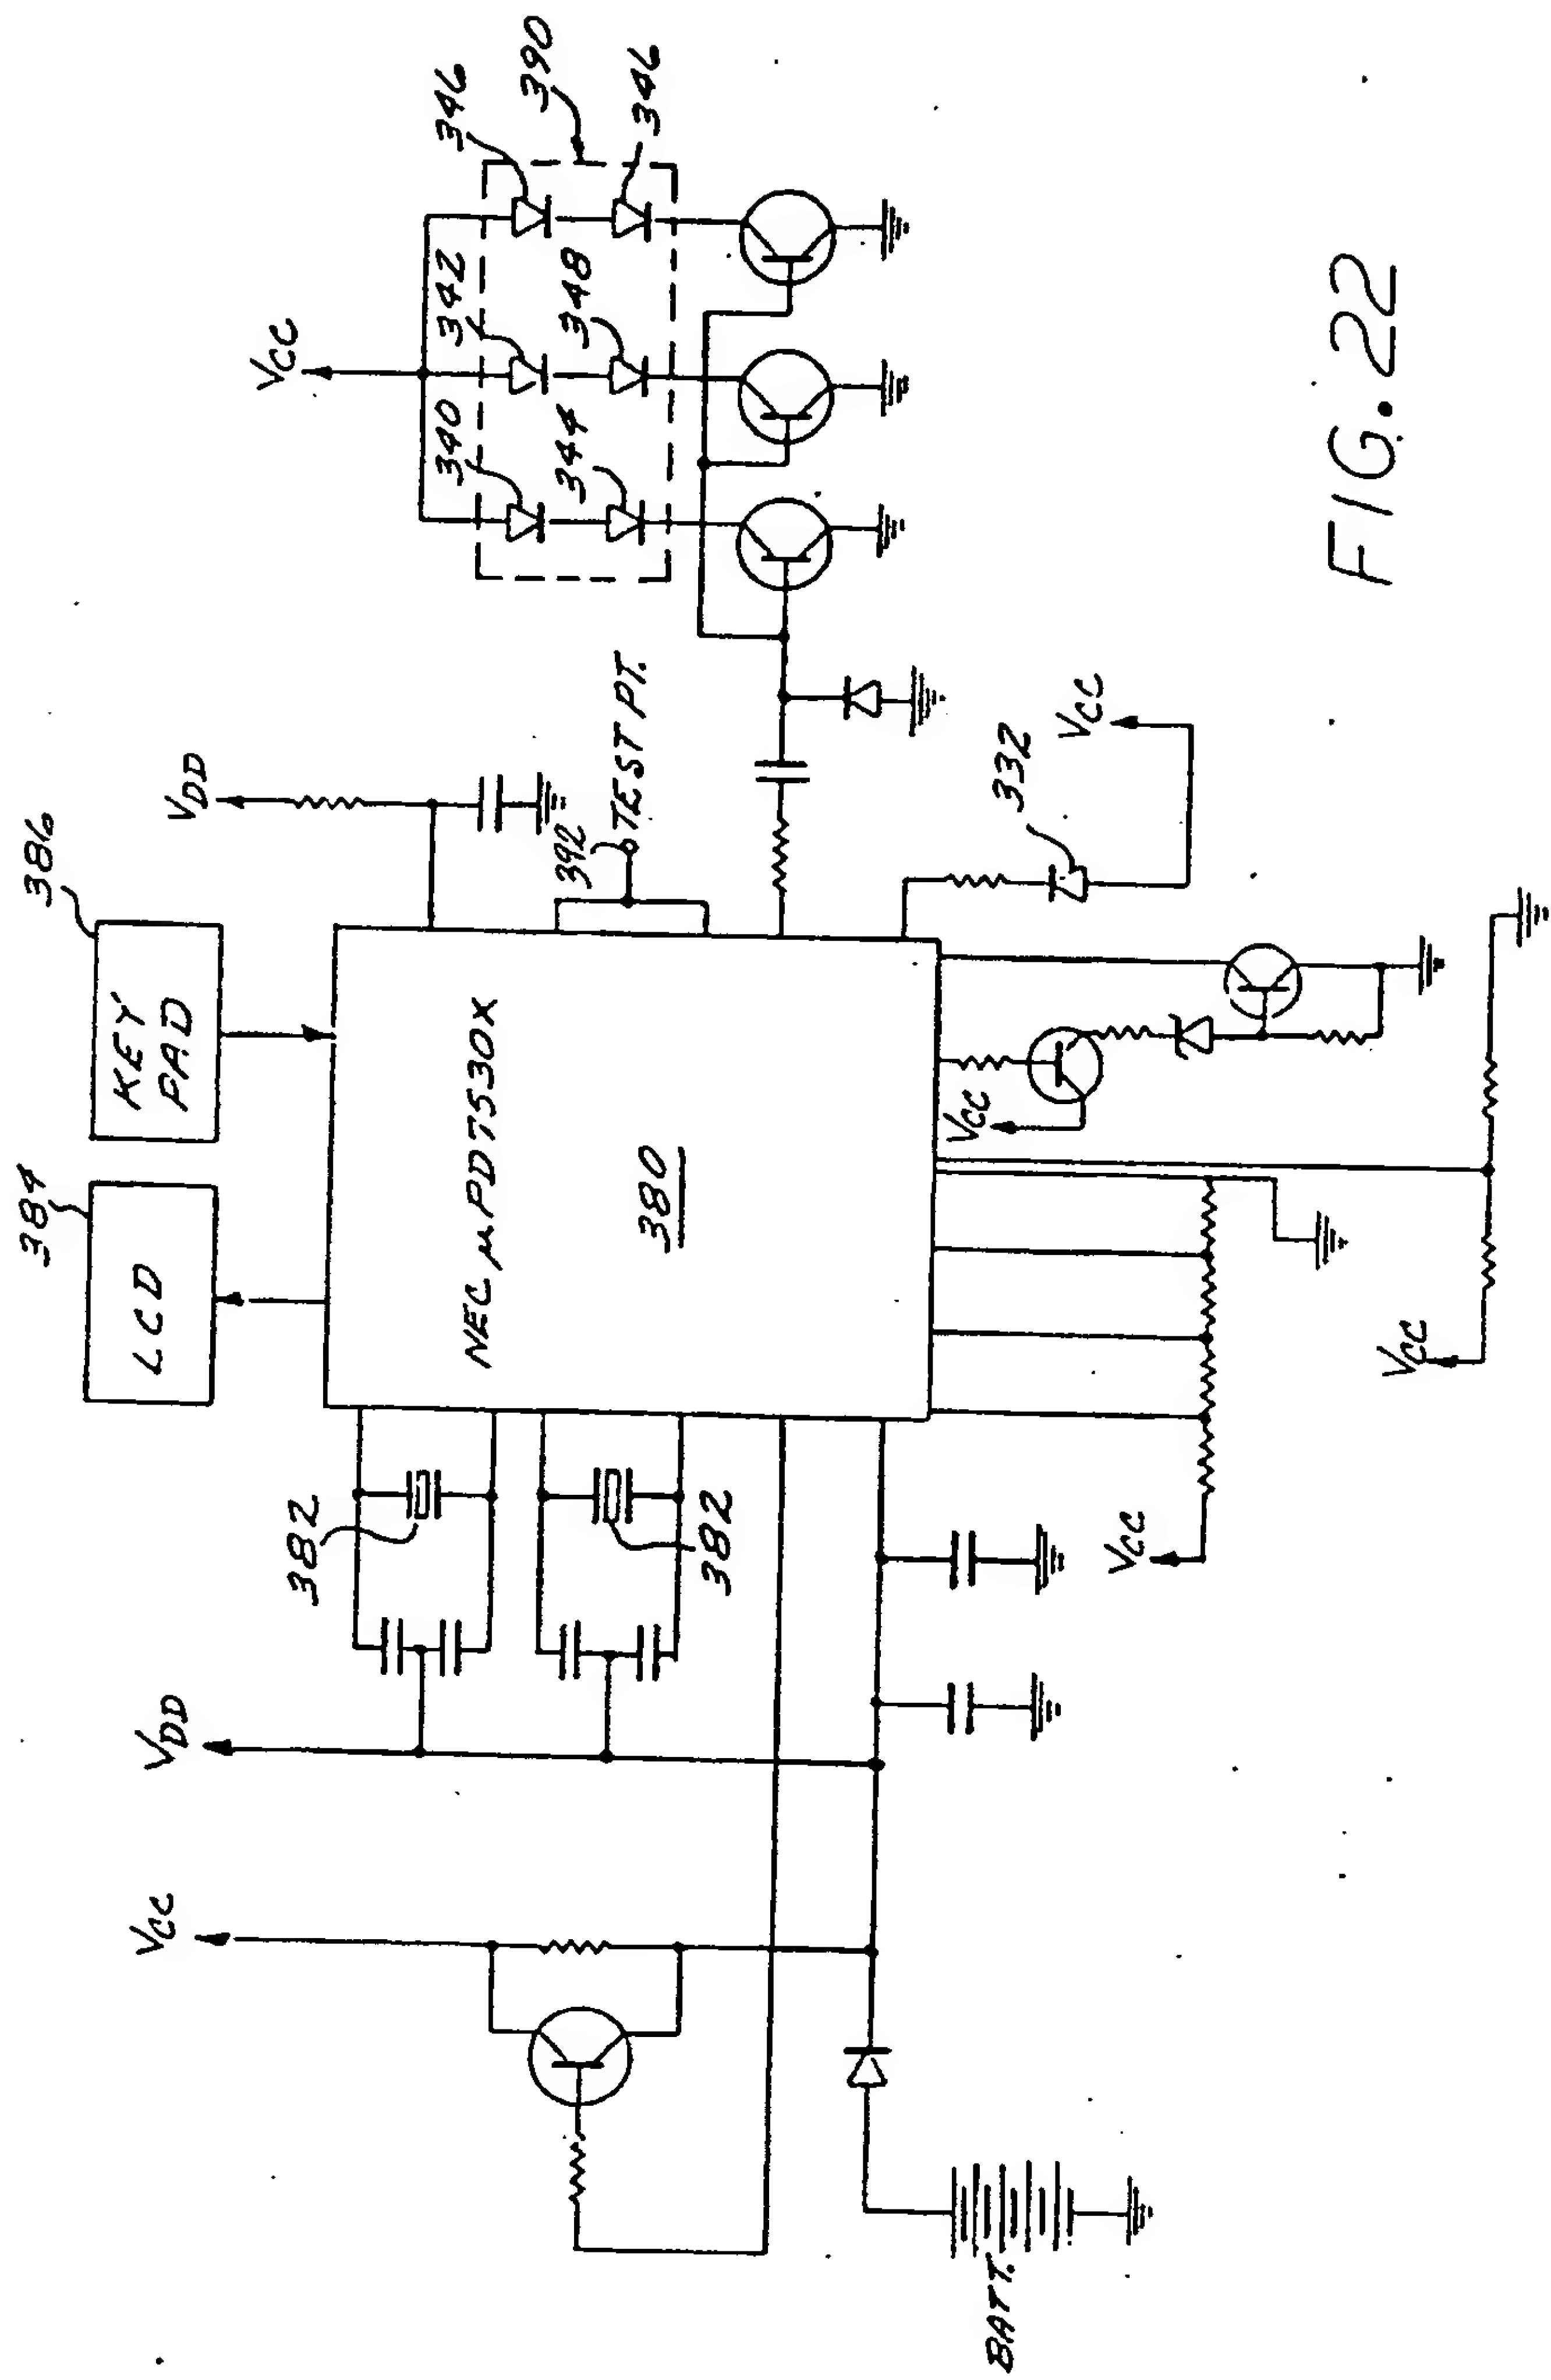 386
384
KEY
PAD
LCD
VDD
VCC
346
390
342
340
346
348
344
392
TEST PT.
NEC μPD7530X
380
382
382
VDD
VCC
332
VCC
VCC
VCC
VCC
BATT.
FIG. 22